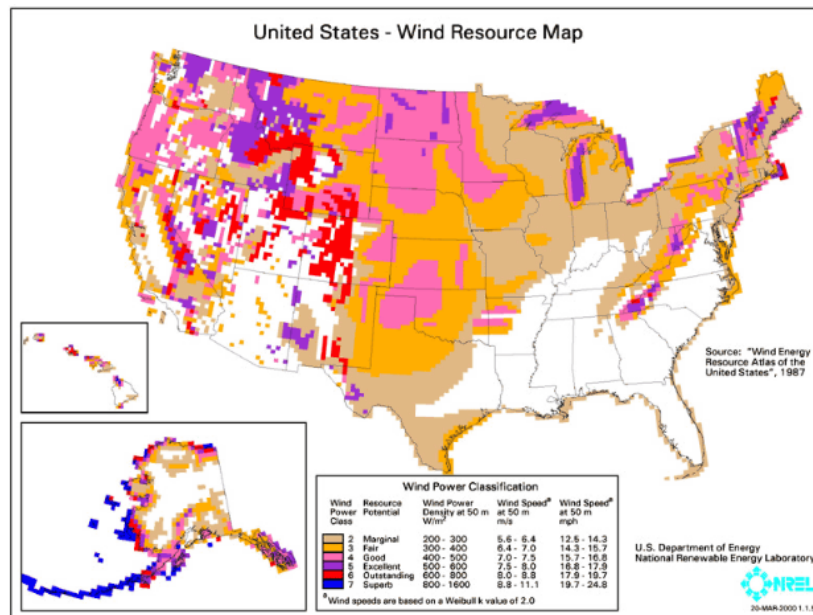 United States - Wind Resource Map
Source: "Wind Energy
Resource Atlas of the
United States", 1987
Wind Power Classification
Wind Power Class Resource Potential Wind Power Density at 50 m W/m² Wind Speedᵃ at 50 m m/s Wind Speedᵃ at 50 m mph
2 Marginal 200 - 300 5.6 - 6.4 12.5 - 14.3
3 Fair 300 - 400 6.4 - 7.0 14.3 - 15.7
4 Good 400 - 500 7.0 - 7.5 15.7 - 16.8
5 Excellent 500 - 600 7.5 - 8.0 16.8 - 17.9
6 Outstanding 600 - 800 8.0 - 8.8 17.9 - 19.7
7 Superb 800 - 1600 8.8 - 11.1 19.7 - 24.8
ᵃ Wind speeds are based on a Weibull k value of 2.0
U.S. Department of Energy
National Renewable Energy Laboratory
NREL
20-MAR-2000 1.1.5